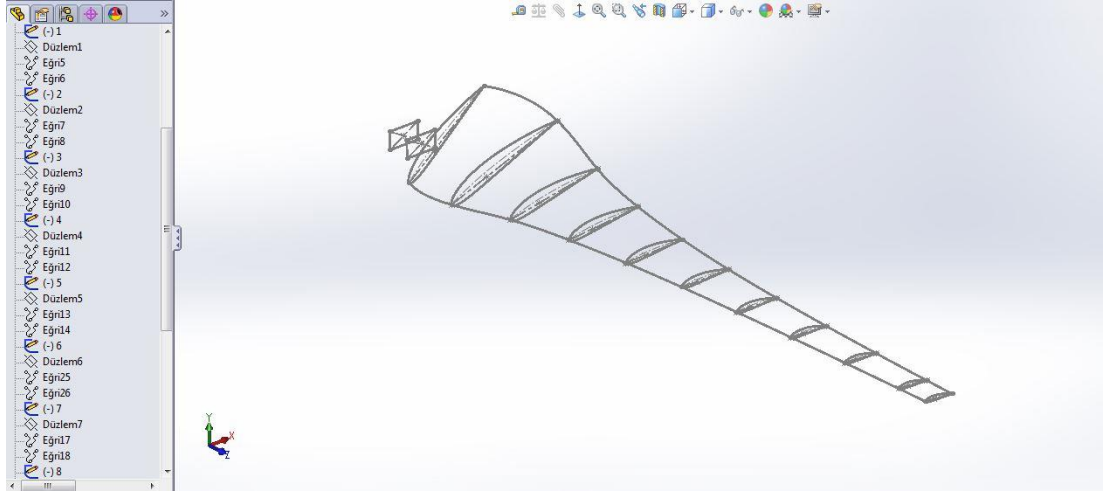 »
(-) 1
Düzlem1
Eğri5
Eğri6
(-) 2
Düzlem2
Eğri7
Eğri8
(-) 3
Düzlem3
Eğri9
Eğri10
(-) 4
Düzlem4
Eğri11
Eğri12
(-) 5
Düzlem5
Eğri13
Eğri14
(-) 6
Düzlem6
Eğri25
Eğri26
(-) 7
Düzlem7
Eğri17
Eğri18
(-) 8
Y
X
Z